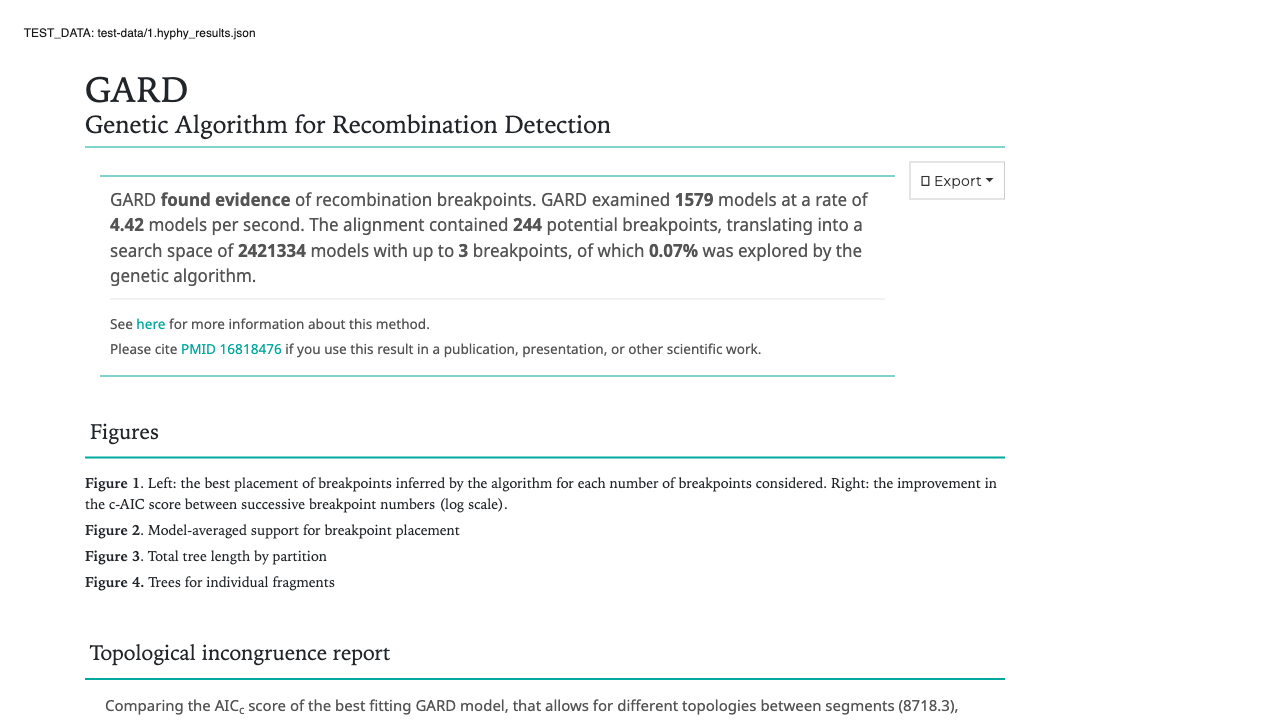 TEST_DATA: test-data/1.hyphy_results.json
GARD
Genetic Algorithm for Recombination Detection
Export
GARD found evidence of recombination breakpoints. GARD examined 1579 models at a rate of
4.42 models per second. The alignment contained 244 potential breakpoints, translating into a
search space of 2421334 models with up to 3 breakpoints, of which 0.07% was explored by the
genetic algorithm.
See here for more information about this method.
Please cite PMID 16818476 if you use this result in a publication, presentation, or other scientific work.
Figures
Figure 1. Left: the best placement of breakpoints inferred by the algorithm for each number of breakpoints considered. Right: the improvement in
the c-AIC score between successive breakpoint numbers (log scale).
Figure 2. Model-averaged support for breakpoint placement
Figure 3. Total tree length by partition
Figure 4. Trees for individual fragments
Topological incongruence report
Comparing the AICc score of the best fitting GARD model, that allows for different topologies between segments (8718.3),